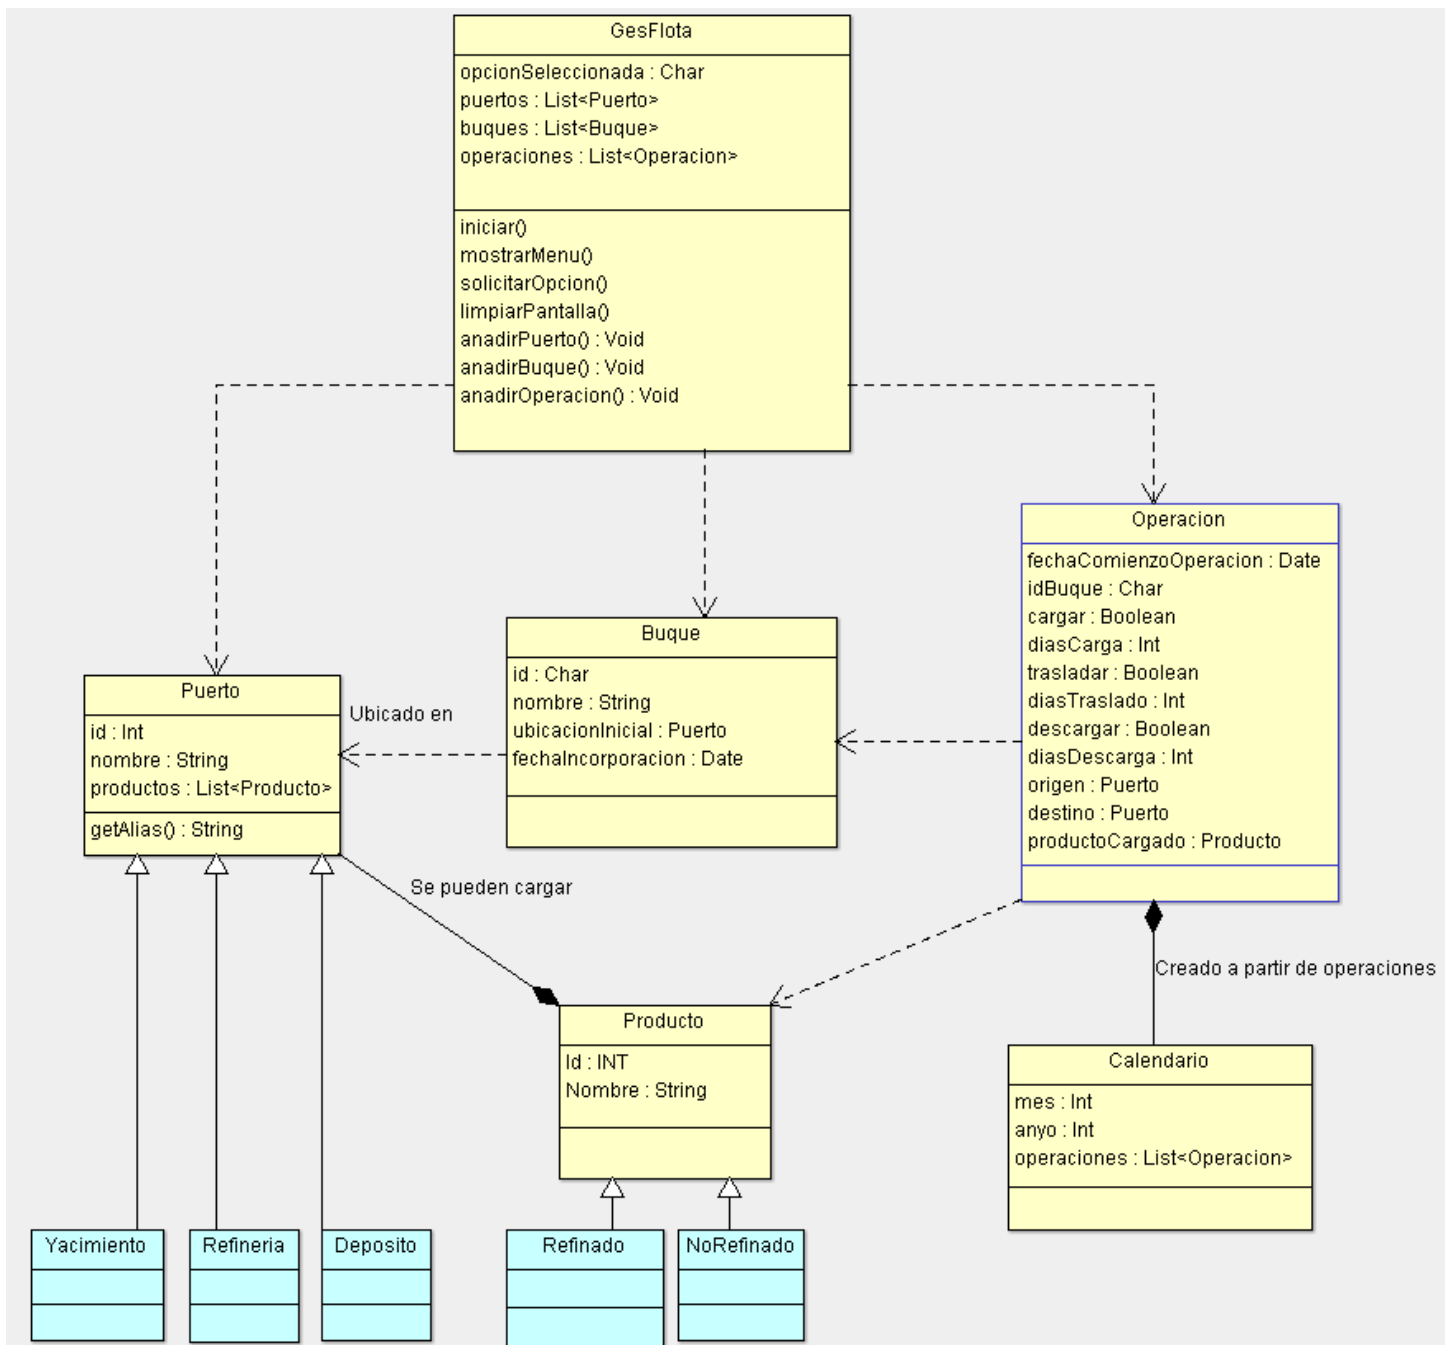 GesFlota
opcionSeleccionada : Char
puertos : List<Puerto>
buques : List<Buque>
operaciones : List<Operacion>
iniciar()
mostrarMenu()
solicitarOpcion()
limpiarPantalla()
anadirPuerto() : Void
anadirBuque() : Void
anadirOperacion() : Void
Operacion
fechaComienzoOperacion : Date
idBuque : Char
cargar : Boolean
diasCarga : Int
trasladar : Boolean
diasTraslado : Int
descargar : Boolean
diasDescarga : Int
origen : Puerto
destino : Puerto
productoCargado : Producto
Buque
id : Char
nombre : String
ubicacionInicial : Puerto
fechaIncorporacion : Date
Ubicado en
Puerto
id : Int
nombre : String
productos : List<Producto>
getAlias() : String
Se pueden cargar
Creado a partir de operaciones
Producto
Id : INT
Nombre : String
Calendario
mes : Int
anyo : Int
operaciones : List<Operacion>
Yacimiento
Refineria
Deposito
Refinado
NoRefinado